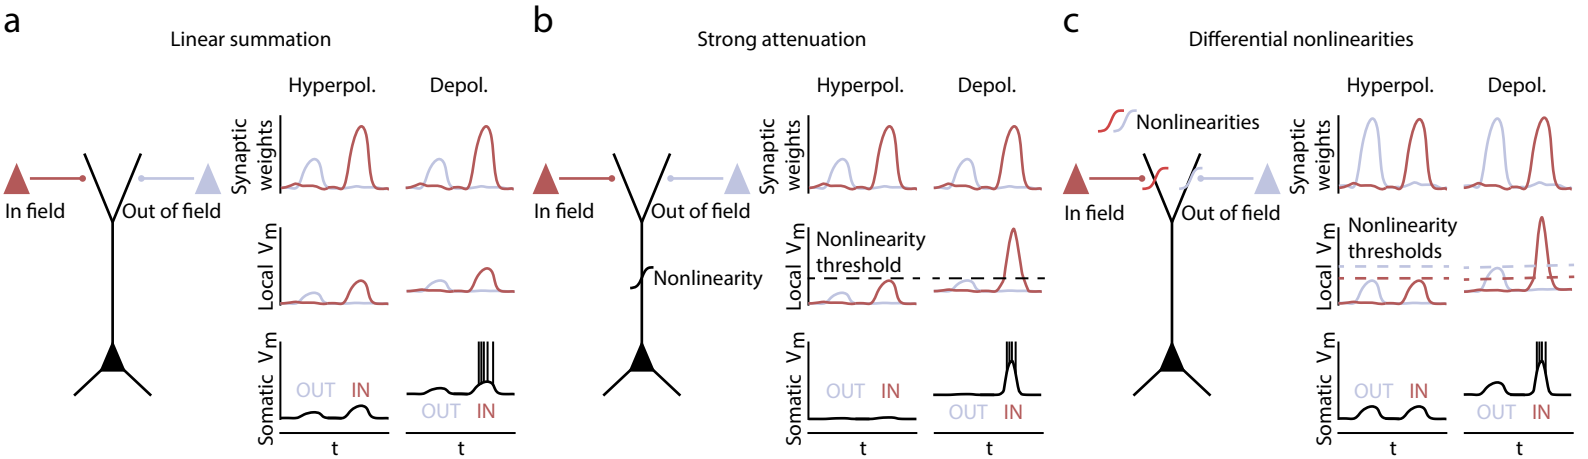 a
Linear summation
Hyperpol.
Depol.
Synaptic
weights
In field
Out of field
Local Vm
Somatic Vm
OUT IN
OUT IN
t
t
b
Strong attenuation
Hyperpol.
Depol.
Synaptic
weights
In field
Out of field
Nonlinearity
Local Vm
Nonlinearity
threshold
Somatic Vm
OUT IN
OUT IN
t
t
c
Differential nonlinearities
Hyperpol.
Depol.
Nonlinearities
Synaptic
weights
In field
Out of field
Local Vm
Nonlinearity
thresholds
Somatic Vm
OUT IN
OUT IN
t
t